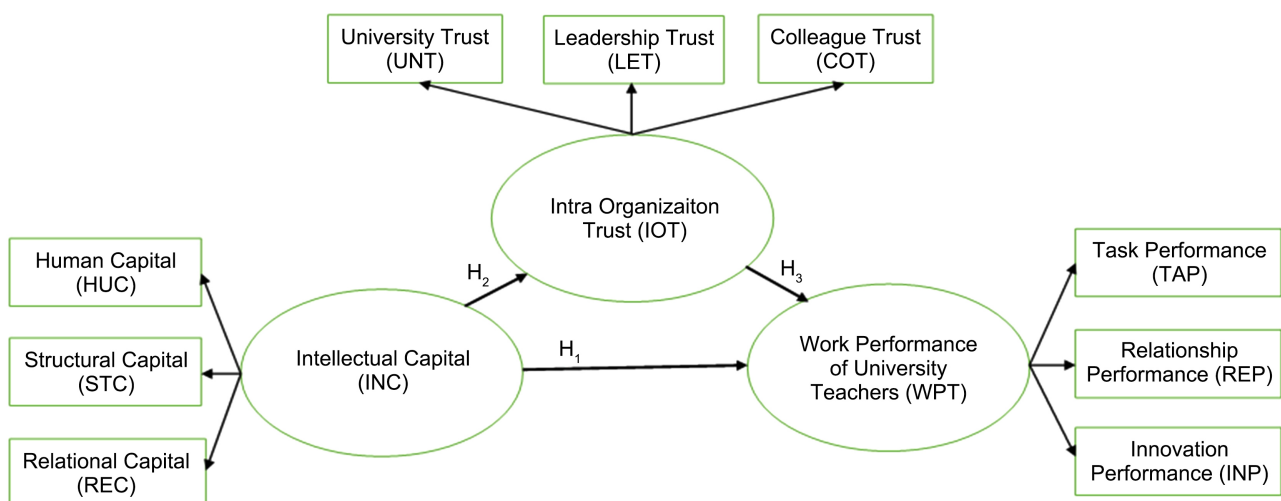 University Trust
(UNT)
Leadership Trust
(LET)
Colleague Trust
(COT)
Intra Organizaiton
Trust (IOT)
Human Capital
(HUC)
Structural Capital
(STC)
Relational Capital
(REC)
Intellectual Capital
(INC)
H2
H1
H3
Work Performance
of University
Teachers (WPT)
Task Performance
(TAP)
Relationship
Performance (REP)
Innovation
Performance (INP)